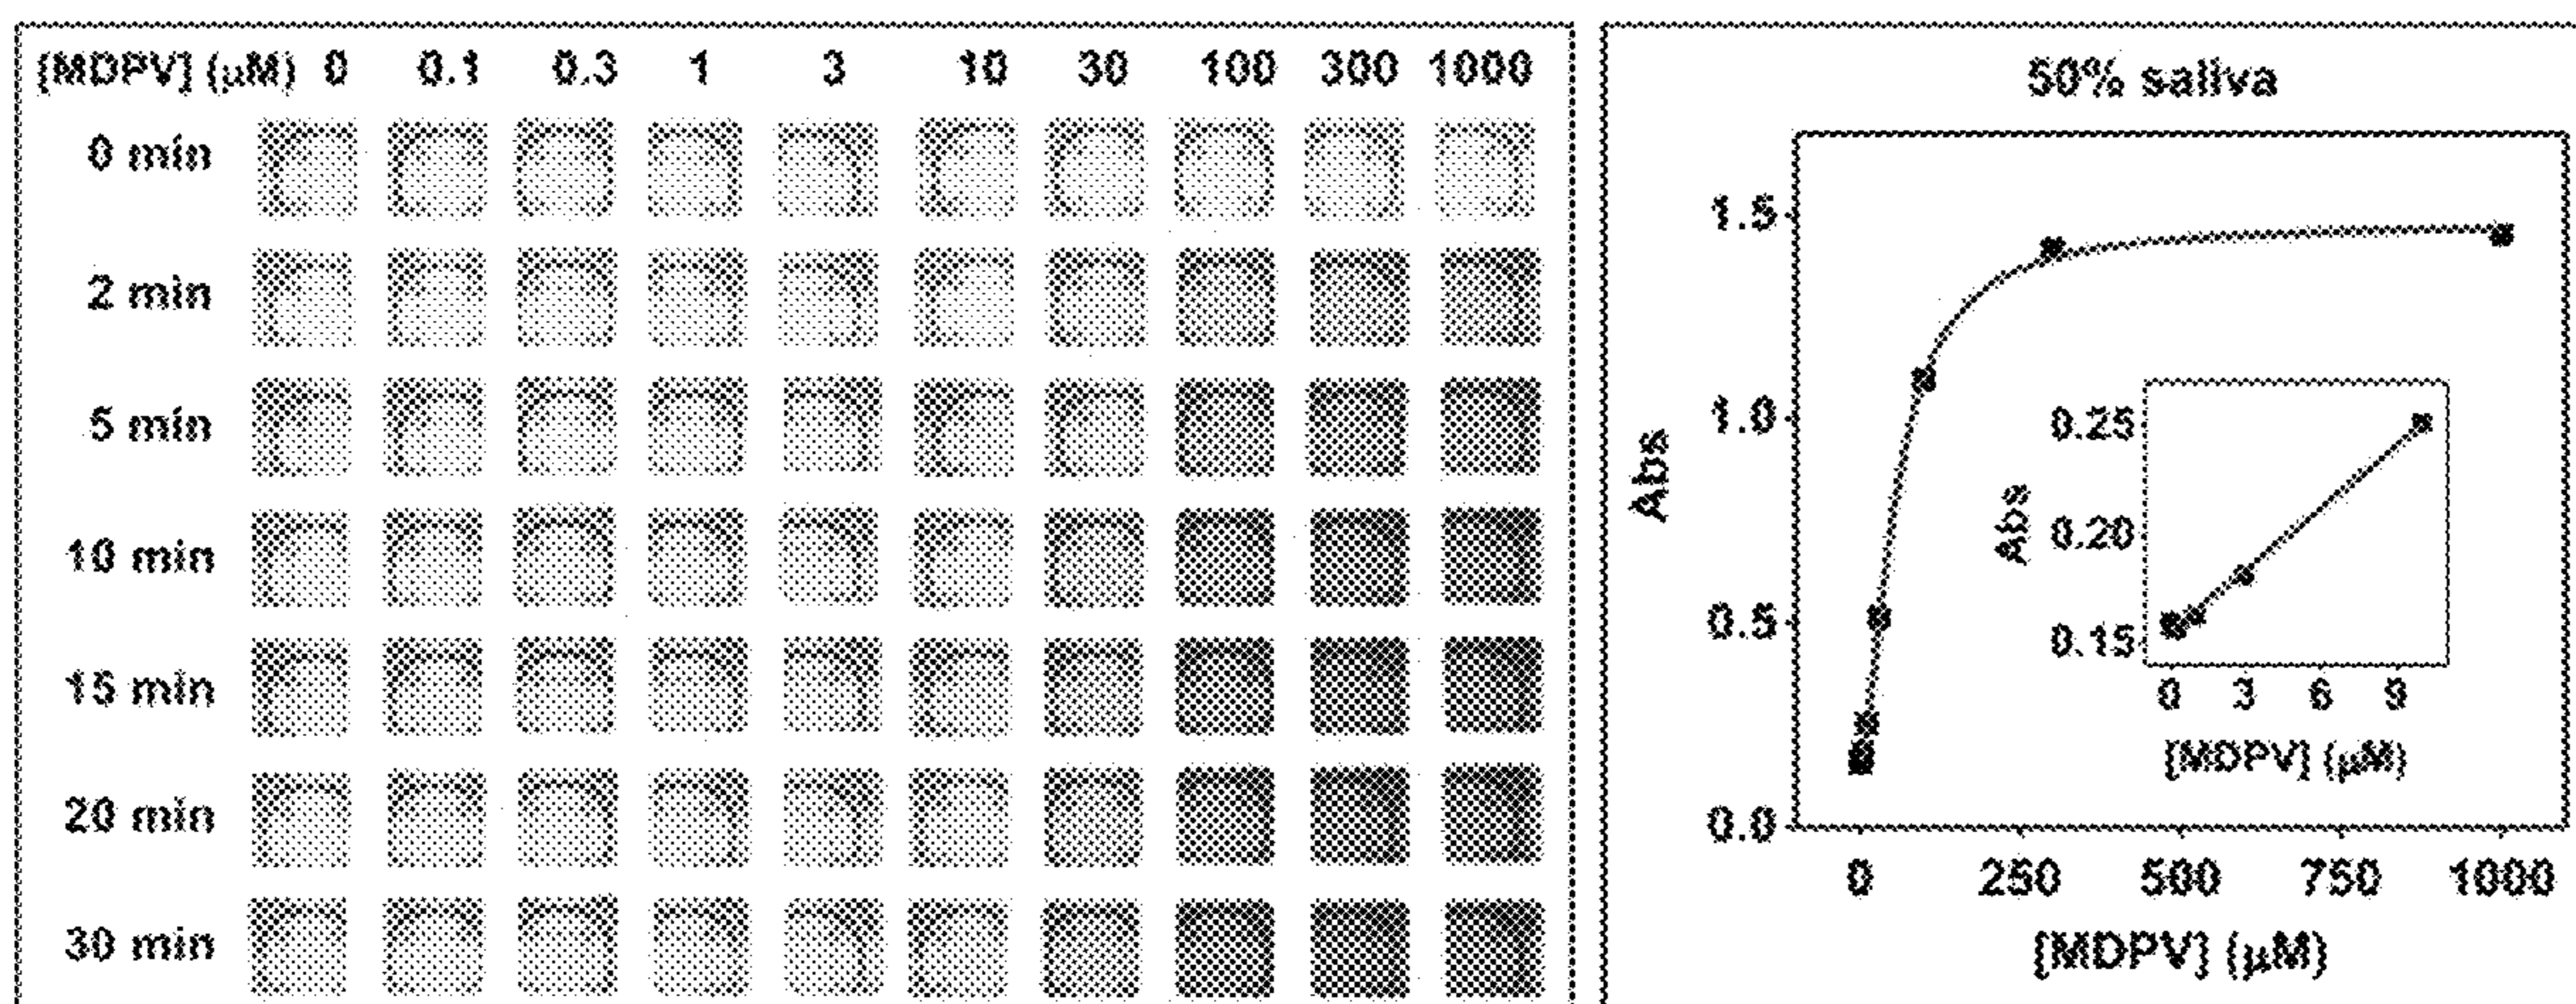 [MDPV] (μM) 0 0.1 0.3 1 3 10 30 100 300 1000
0 min
2 min
5 min
10 min
15 min
20 min
30 min
50% saliva
Abs
1.5
1.0
0.5
0.0
0 250 500 750 1000
[MDPV] (μM)
Abs
0.25
0.20
0.15
0 3 6 9
[MDPV] (μM)